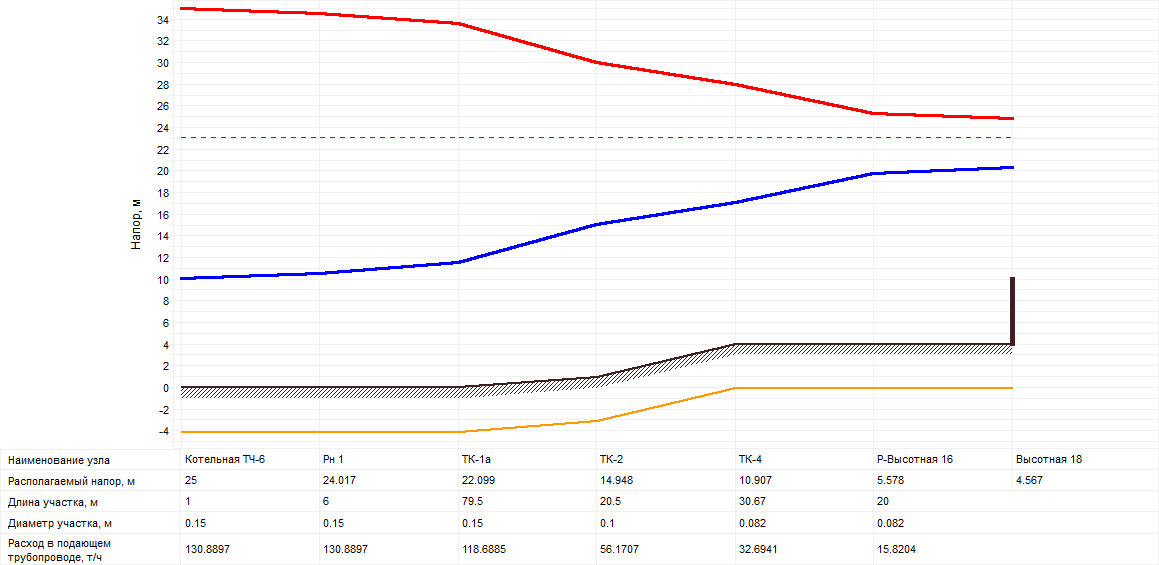 34
32
30
28
26
24
22
20
18
16
14
12
10
8
6
4
2
0
-2
-4
Напор, м
Наименование узла Котельная ТЧ-6 Рн 1 ТК-1а ТК-2 ТК-4 Р-Высотная 16 Высотная 18
Располагаемый напор, м 25 24.017 22.099 14.948 10.907 5.578 4.567
Длина участка, м 1 6 79.5 20.5 30.67 20
Диаметр участка, м 0.15 0.15 0.15 0.1 0.082 0.082
Расход в подающем
трубопроводе, т/ч 130.8897 130.8897 118.6885 56.1707 32.6941 15.8204